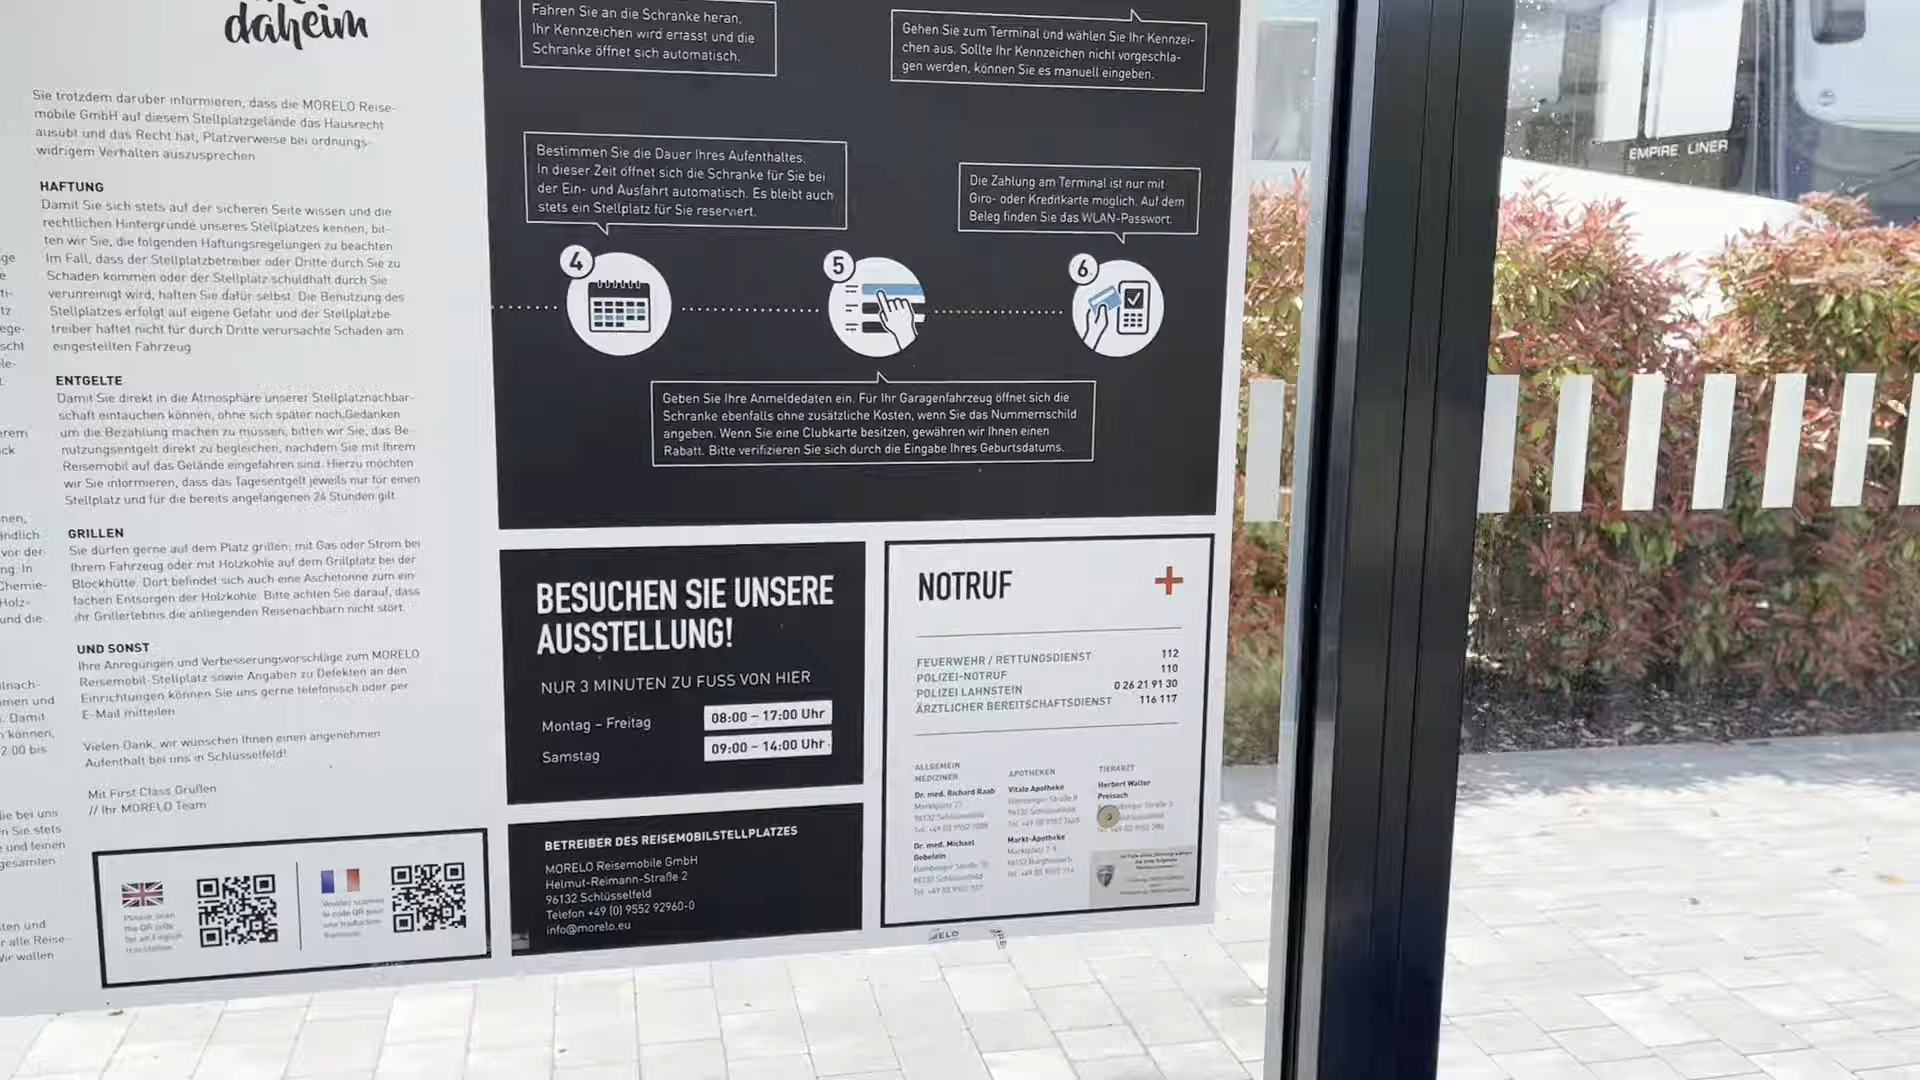 daheim
Sie trotzdem darüber informieren, dass die MORELO Reise-
mobile GmbH auf diesem Stellplatzgelände das Hausrecht
ausübt und das Recht hat, Platzverweise bei ordnungs-
widrigem Verhalten auszusprechen
HAFTUNG
Damit Sie sich stets auf der sicheren Seite wissen und die
rechtlichen Hintergründe unseres Stellplatzes kennen, bit-
ten wir Sie, die folgenden Haftungsregelungen zu beachten
Im Fall, dass der Stellplatzbetreiber oder Dritte durch Sie zu
Schaden kommen oder der Stellplatz schuldhaft durch Sie
verunreinigt wird, haften Sie dafür selbst. Die Benutzung des
Stellplatzes erfolgt auf eigene Gefahr und der Stellplatzbe-
treiber haftet nicht für durch Dritte verursachte Schäden am
eingestellten Fahrzeug
ENTGELTE
Damit Sie direkt in die Atmosphäre unserer Stellplatznachbar-
schaft eintauchen können, ohne sich später noch Gedanken
um die Bezahlung machen zu müssen, bitten wir Sie, das Be-
nutzungsentgelt direkt zu begleichen, nachdem Sie mit Ihrem
Reisemobil auf das Gelände eingefahren sind. Hierzu möchten
wir Sie informieren, dass das Tagesentgelt jeweils nur für einen
Stellplatz und für die bereits angefangenen 24 Stunden gilt
GRILLEN
Sie dürfen gerne auf dem Platz grillen: mit Gas oder Strom bei
Ihrem Fahrzeug oder mit Holzkohle auf dem Grillplatz bei der
Blockhütte. Dort befindet sich auch eine Aschetonne zum ein-
fachen Entsorgen der Holzkohle. Bitte achten Sie darauf, dass
ihr Grillerlebnis die anliegenden Reisenachbarn nicht stört.
UND SONST
Ihre Anregungen und Verbesserungsvorschläge zum MORELO
Reisemobil-Stellplatz sowie Angaben zu Defekten an den
Einrichtungen können Sie uns gerne telefonisch oder per
E-Mail mitteilen
Vielen Dank, wir wünschen Ihnen einen angenehmen
Aufenthalt bei uns in Schlüsselfeld!
Mit First Class Grüßen
// Ihr MORELO Team
Please scan
the QR code
for an English
translation
Fahren Sie an die Schranke heran.
Ihr Kennzeichen wird erfasst und die
Schranke öffnet sich automatisch.
Gehen Sie zum Terminal und wählen Sie Ihr Kennzei-
chen aus. Sollte Ihr Kennzeichen nicht vorgeschla-
gen werden, können Sie es manuell eingeben.
Bestimmen Sie die Dauer Ihres Aufenthaltes.
In dieser Zeit öffnet sich die Schranke für Sie bei
der Ein- und Ausfahrt automatisch. Es bleibt auch
stets ein Stellplatz für Sie reserviert.
Die Zahlung am Terminal ist nur mit
Giro- oder Kreditkarte möglich. Auf dem
Beleg finden Sie das WLAN-Passwort.
4
5
6
Geben Sie Ihre Anmeldedaten ein. Für Ihr Garagenfahrzeug öffnet sich die
Schranke ebenfalls ohne zusätzliche Kosten, wenn Sie das Nummernschild
angeben. Wenn Sie eine Clubkarte besitzen, gewähren wir Ihnen einen
Rabatt. Bitte verifizieren Sie sich durch die Eingabe Ihres Geburtsdatums.
BESUCHEN SIE UNSERE
AUSSTELLUNG!
NUR 3 MINUTEN ZU FUSS VON HIER
Montag – Freitag 08:00 – 17:00 Uhr
Samstag 09:00 – 14:00 Uhr
BETREIBER DES REISEMOBILSTELLPLATZES
MORELO Reisemobile GmbH
Helmut-Reimann-Straße 2
96132 Schlüsselfeld
Telefon +49 (0) 9552 92960-0
info@morelo.eu
NOTRUF
FEUERWEHR / RETTUNGSDIENST 112
POLIZEI-NOTRUF 110
POLIZEI LAHNSTEIN 0 26 21 91 30
ÄRZTLICHER BEREITSCHAFTSDIENST 116 117
ALLGEMEIN
MEDIZINER
Dr. med. Richard Raab
96132 Schlüsselfeld
Dr. med. Michael
Gebelein
APOTHEKEN
Vitale Apotheke
96132 Schlüsselfeld
Markt-Apotheke
TIERARZT
Herbert Walter
Preisach
EMPIRE LINER